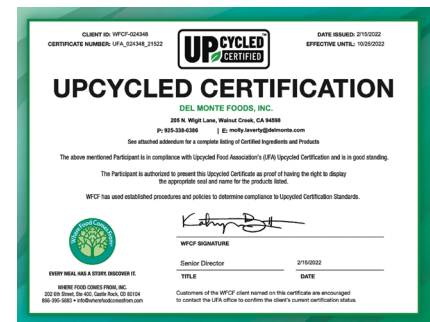 CLIENT ID: WFCF-024348
CERTIFICATE NUMBER: UFA_024348_21522
UPCYCLED™
CERTIFIED
DATE ISSUED: 2/15/2022
EFFECTIVE UNTIL: 10/25/2022
UPCYCLED CERTIFICATION
DEL MONTE FOODS, INC.
205 N. Wiget Lane, Walnut Creek, CA 94598
P: 925-338-0386 | E: molly.laverty@delmonte.com
See attached addendum for a complete listing of Certified Ingredients and Products
The above mentioned Participant is in compliance with Upcycled Food Association's (UFA) Upcycled Certification and is in good standing.
The Participant is authorized to present this Upcycled Certificate as proof of having the right to display
the appropriate seal and name for the products listed.
WFCF has used established procedures and policies to determine compliance to Upcycled Certification Standards.
Where Food Comes From
WFCF SIGNATURE
Senior Director 2/15/2022
TITLE DATE
EVERY MEAL HAS A STORY. DISCOVER IT.
WHERE FOOD COMES FROM, INC.
202 6th Street, Ste 400, Castle Rock, CO 80104
866-395-5883 • info@wherefoodcomesfrom.com
Customers of the WFCF client named on this certificate are encouraged
to contact the UFA office to confirm the client's current certification status.